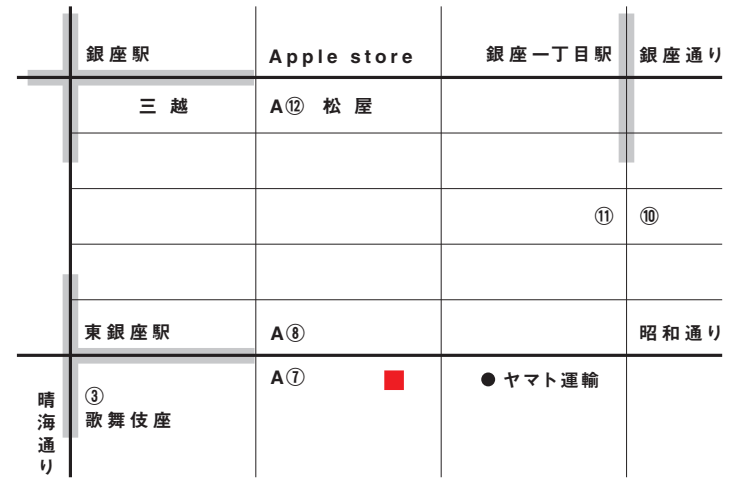 銀座駅
Apple store
銀座一丁目駅
銀座通り
三越
A⑫ 松屋
⑪
⑩
東銀座駅
A⑧
昭和通り
A⑦
ヤマト運輸
③
歌舞伎座
晴海通り